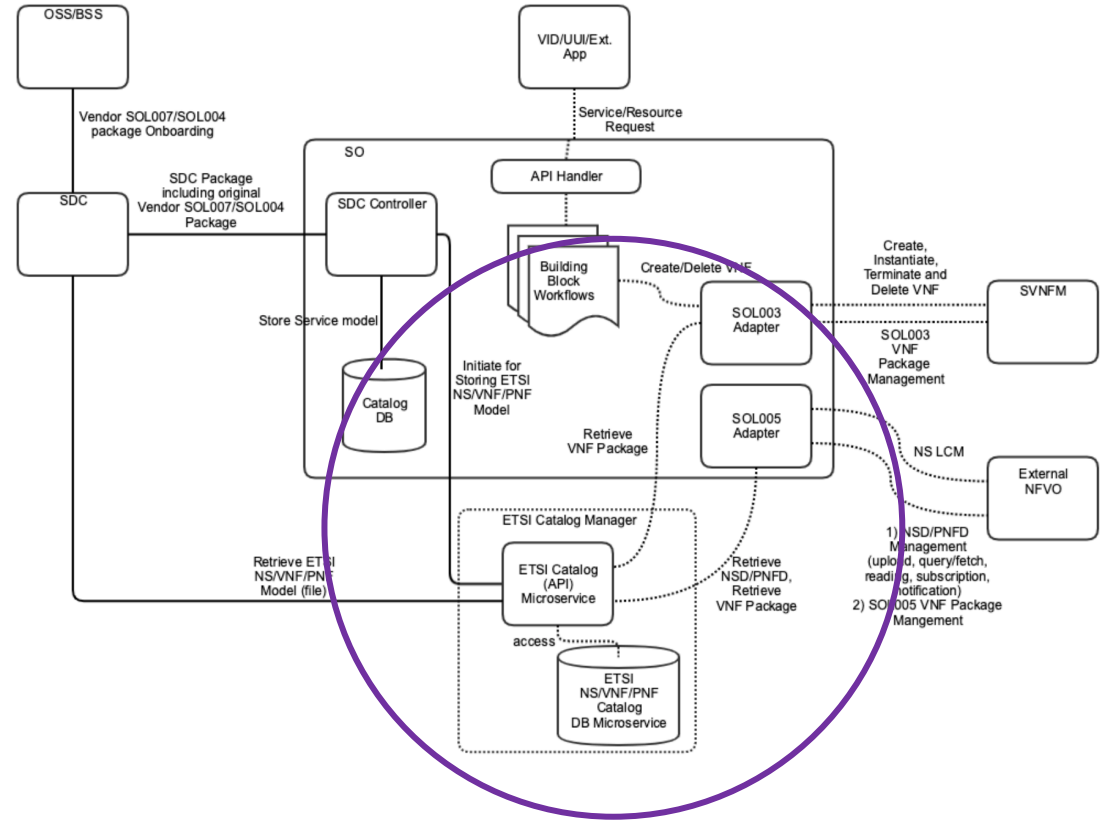 OSS/BSS
VID/UUI/Ext.
App
Vendor SOL007/SOL004
package Onboarding
Service/Resource
Request
SO
API Handler
SDC Package
including original
Vendor SOL007/SOL004
Package
SDC
SDC Controller
Building
Block
Workflows
Create/Delete VNF
SOL003
Adapter
Create,
Instantiate,
Terminate and
Delete VNF
SVNFM
SOL003
VNF
Package
Management
Store Service model
Catalog
DB
Initiate for
Storing ETSI
NS/VNF/PNF
Model
SOL005
Adapter
Retrieve
VNF Package
NS LCM
External
NFVO
ETSI Catalog Manager
ETSI Catalog
(API)
Microservice
Retrieve ETSI
NS/VNF/PNF
Model (file)
Retrieve
NSD/PNFD,
Retrieve
VNF Package
1) NSD/PNFD
Management
(upload, query/fetch,
reading, subscription,
notification)
2) SOL005 VNF Package
Mangement
access
ETSI
NS/VNF/PNF
Catalog
DB Microservice